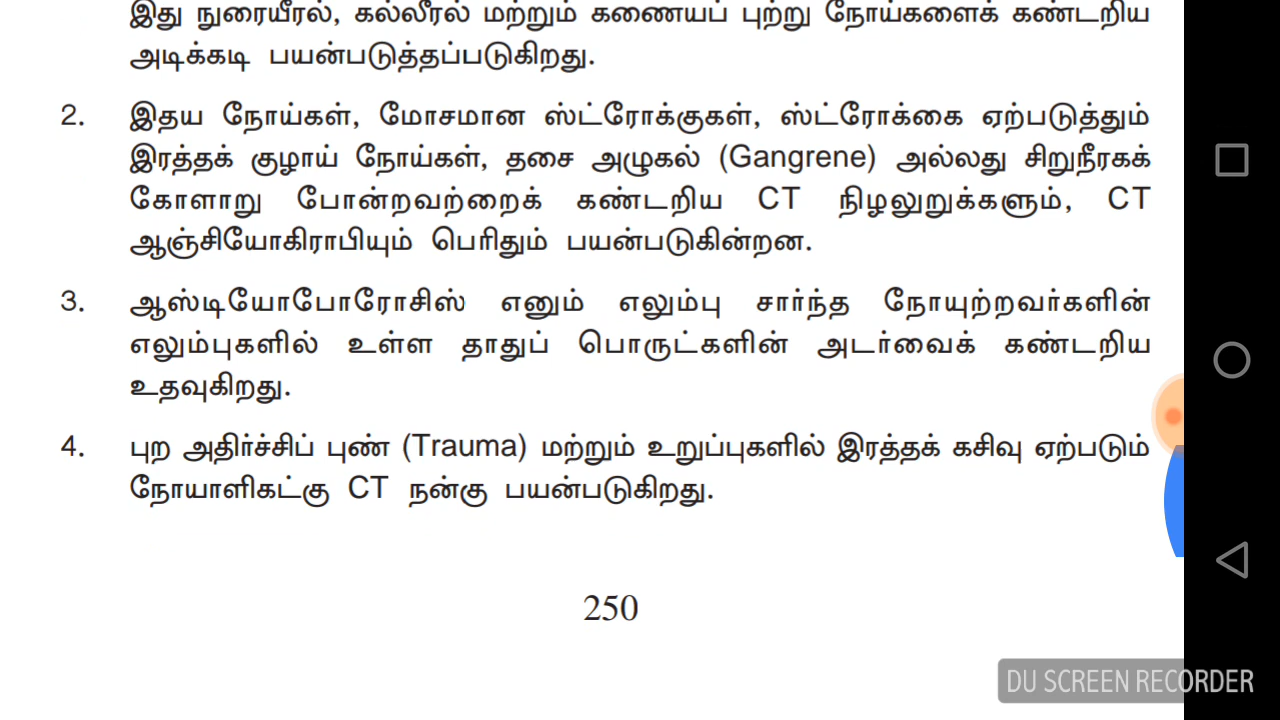 இது நுரையீரல், கல்லீரல் மற்றும் கணையப் புற்று நோய்களைக் கண்டறிய
அடிக்கடி பயன்படுத்தப்படுகிறது.
2. இதய நோய்கள், மோசமான ஸ்ட்ரோக்குகள், ஸ்ட்ரோக்கை ஏற்படுத்தும்
இரத்தக் குழாய் நோய்கள், தசை அழுகல் (Gangrene) அல்லது சிறுநீரகக்
கோளாறு போன்றவற்றைக் கண்டறிய CT நிழலுறுக்களும், CT
ஆஞ்சியோகிராபியும் பெரிதும் பயன்படுகின்றன.
3. ஆஸ்டியோபோரோசிஸ் எனும் எலும்பு சார்ந்த நோயுற்றவர்களின்
எலும்புகளில் உள்ள தாதுப் பொருட்களின் அடர்வைக் கண்டறிய
உதவுகிறது.
4. புற அதிர்ச்சிப் புண் (Trauma) மற்றும் உறுப்புகளில் இரத்தக் கசிவு ஏற்படும்
நோயாளிகட்கு CT நன்கு பயன்படுகிறது.
250
DU SCREEN RECORDER